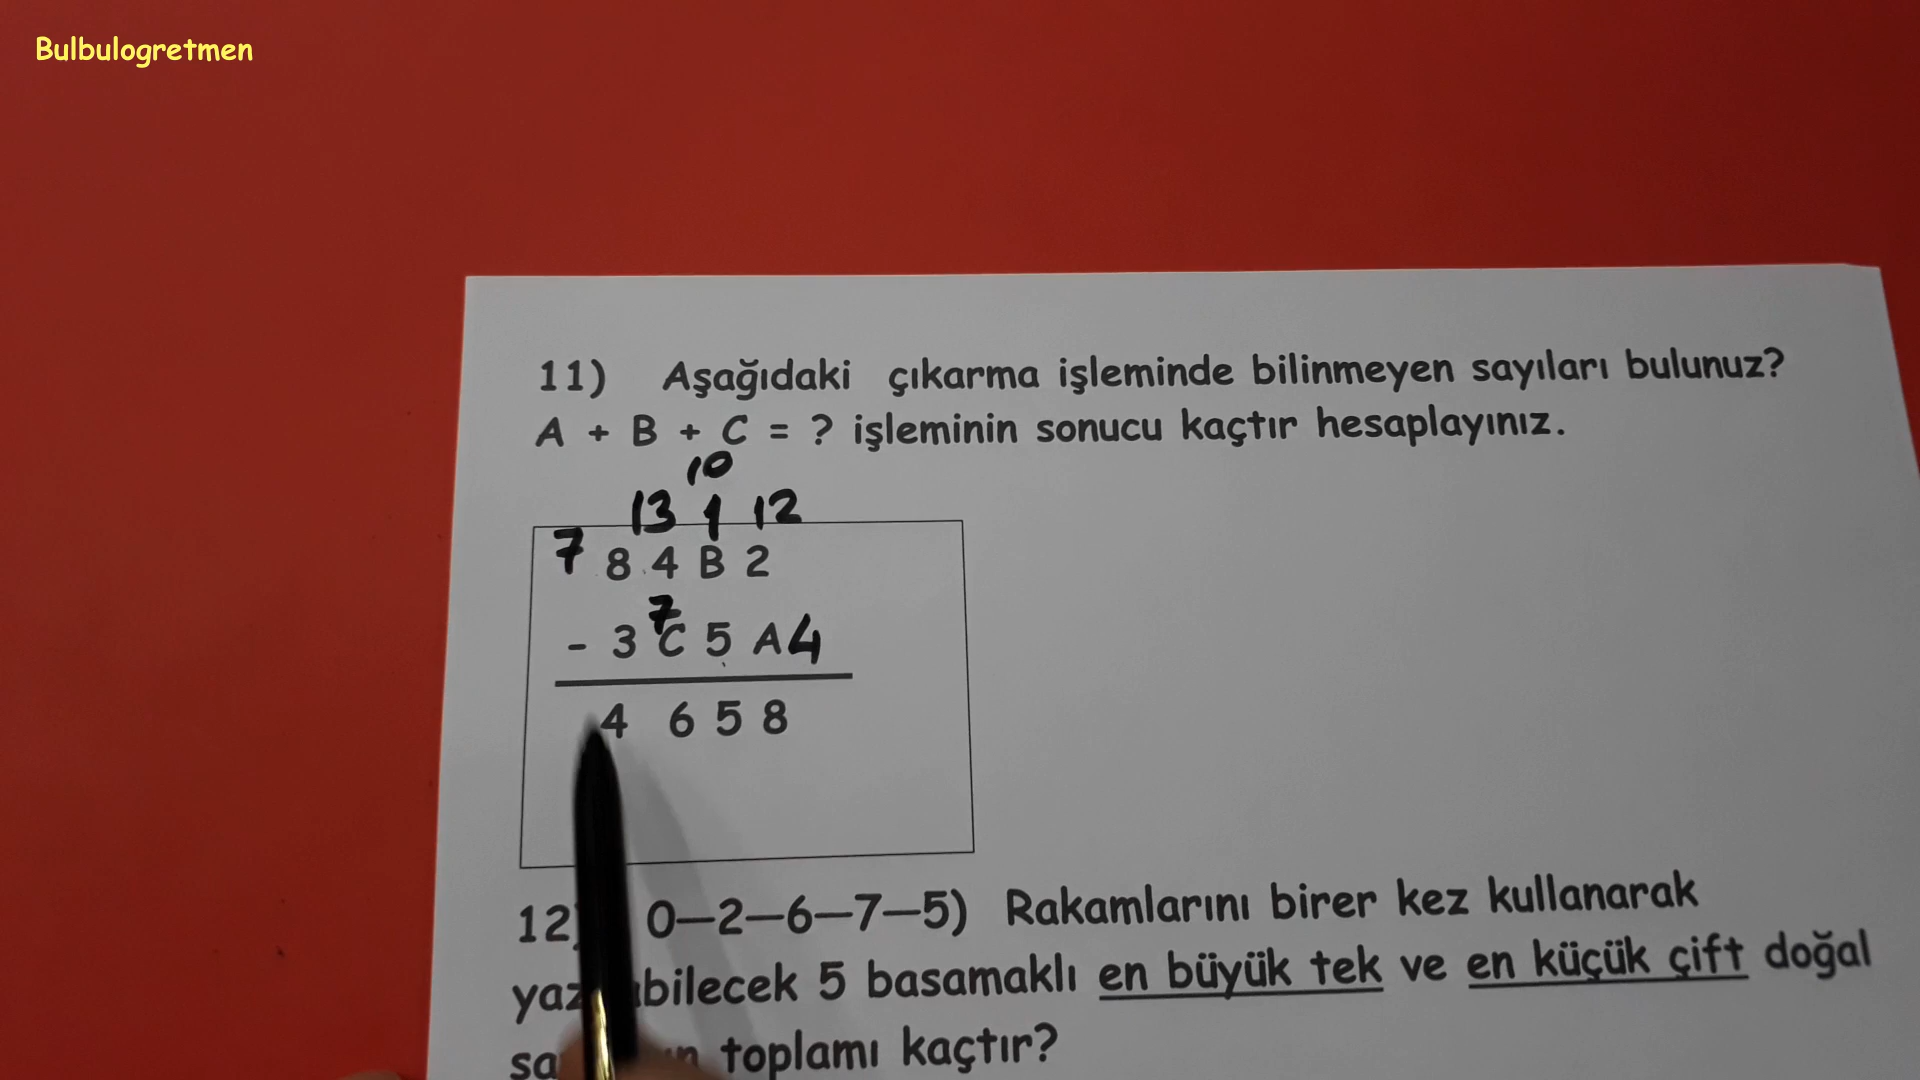 Bulbulogretmen
11) Aşağıdaki çıkarma işleminde bilinmeyen sayıları bulunuz?
A + B + C = ? işleminin sonucu kaçtır hesaplayınız.
10
13 1 12
7 8 4 B 2
7
- 3 C 5 A 4
4 6 5 8
12) 0—2—6—7—5) Rakamlarını birer kez kullanarak
5 basamaklı en büyük tek ve en küçük çift doğal
toplamı kaçtır?